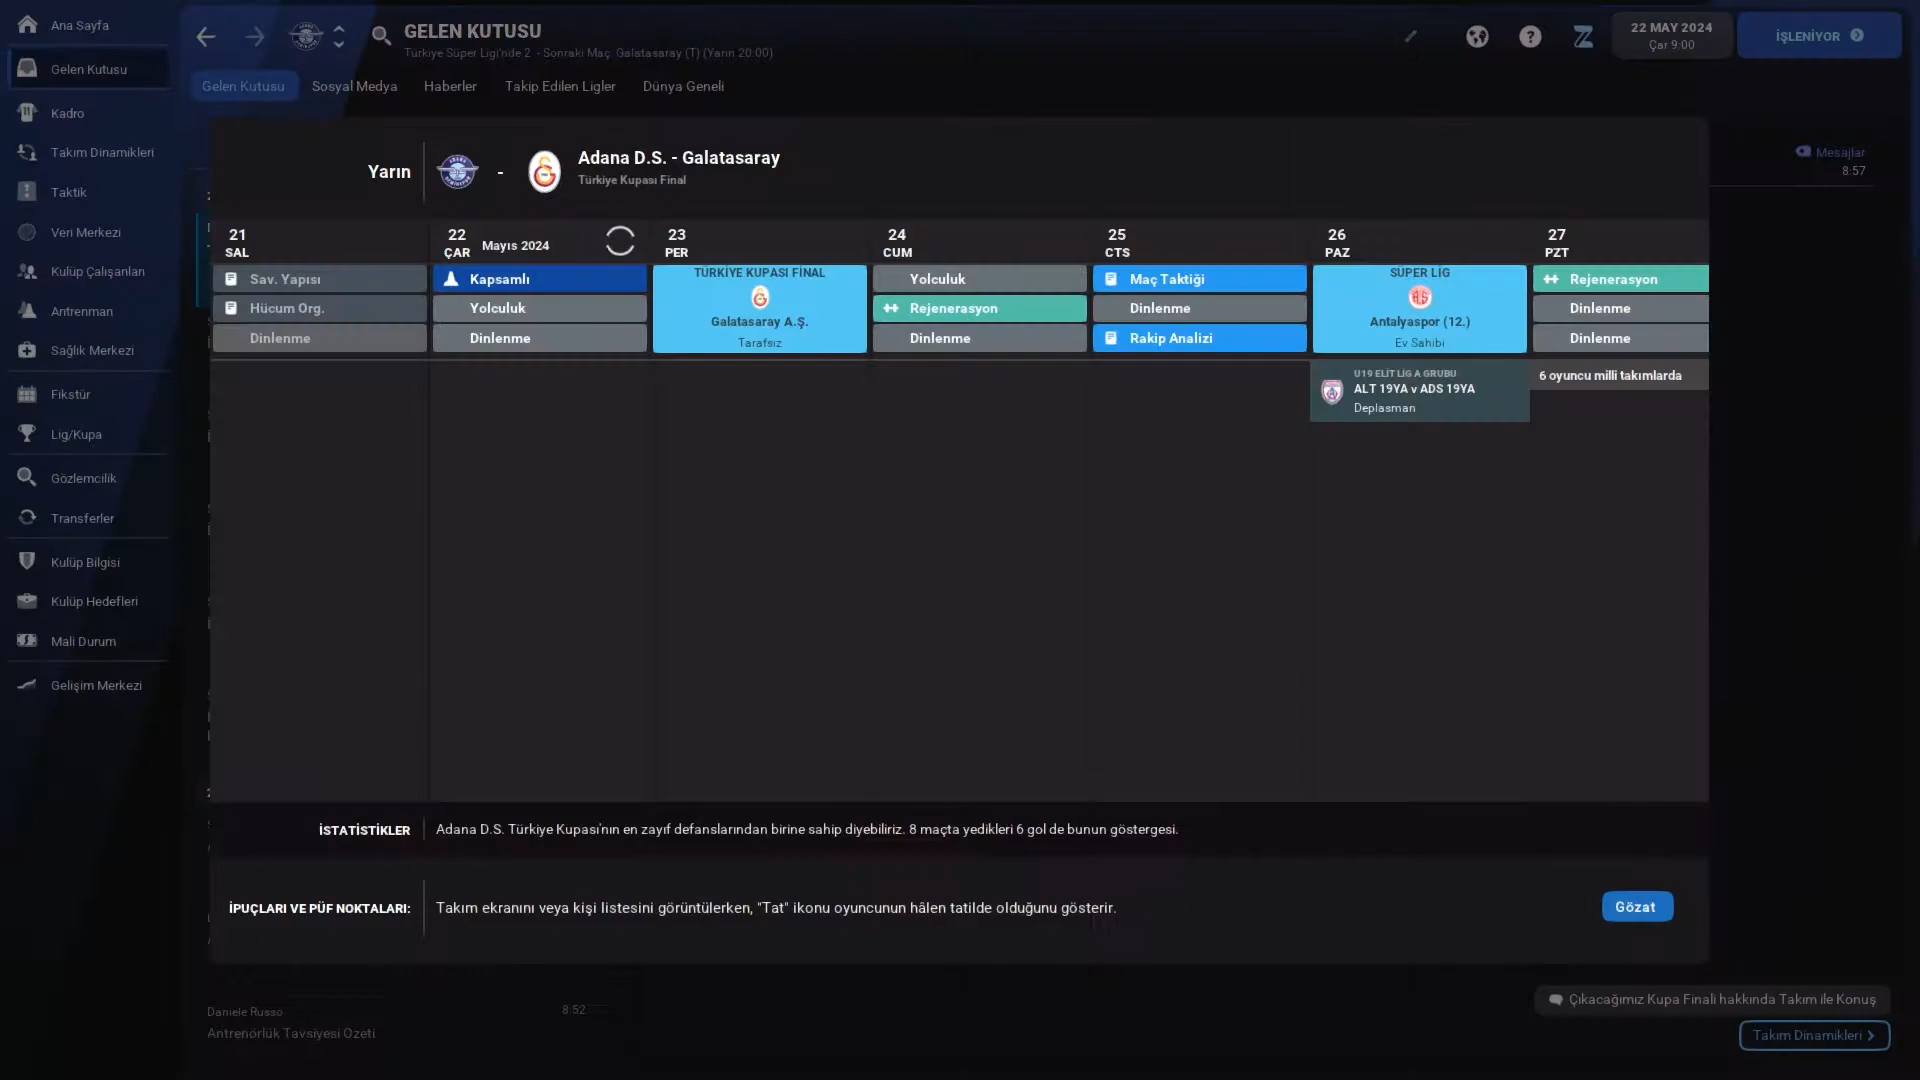 Ana Sayfa
Gelen Kutusu
Kadro
Takım Dinamikleri
Taktik
Veri Merkezi
Kulüp Çalışanları
Antrenman
Sağlık Merkezi
Fikstür
Lig/Kupa
Gözlemcilik
Transferler
Kulüp Bilgisi
Kulüp Hedefleri
Mali Durum
Gelişim Merkezi
GELEN KUTUSU
Türkiye Süper Ligi'nde 2. - Sonraki Maç: Galatasaray (T) (Yarın 20:00)
22 MAY 2024
Çar 9:00
İŞLENİYOR
Gelen Kutusu
Sosyal Medya
Haberler
Takip Edilen Ligler
Dünya Geneli
Mesajlar
8:57
Yarın
-
Adana D.S. - Galatasaray
Türkiye Kupası Final
21
SAL
Sav. Yapısı
Hücum Org.
Dinlenme
22
ÇAR
Mayıs 2024
Kapsamlı
Yolculuk
Dinlenme
23
PER
TÜRKİYE KUPASI FİNAL
Galatasaray A.Ş.
Tarafsız
24
CUM
Yolculuk
Rejenerasyon
Dinlenme
25
CTS
Maç Taktiği
Dinlenme
Rakip Analizi
26
PAZ
SÜPER LİG
Antalyaspor (12.)
Ev Sahibi
U19 ELİT LİG A GRUBU
ALT 19YA v ADS 19YA
Deplasman
27
PZT
Rejenerasyon
Dinlenme
Dinlenme
6 oyuncu milli takımlarda
İSTATİSTİKLER
Adana D.S. Türkiye Kupası'nın en zayıf defanslarından birine sahip diyebiliriz. 8 maçta yedikleri 6 gol de bunun göstergesi.
İPUÇLARI VE PÜF NOKTALARI:
Takım ekranını veya kişi listesini görüntülerken, "Tat" ikonu oyuncunun hâlen tatilde olduğunu gösterir.
Gözat
Daniele Russo
8:52
Antrenörlük Tavsiyesi Özeti
Çıkacağımız Kupa Finali hakkında Takım ile Konuş
Takım Dinamikleri